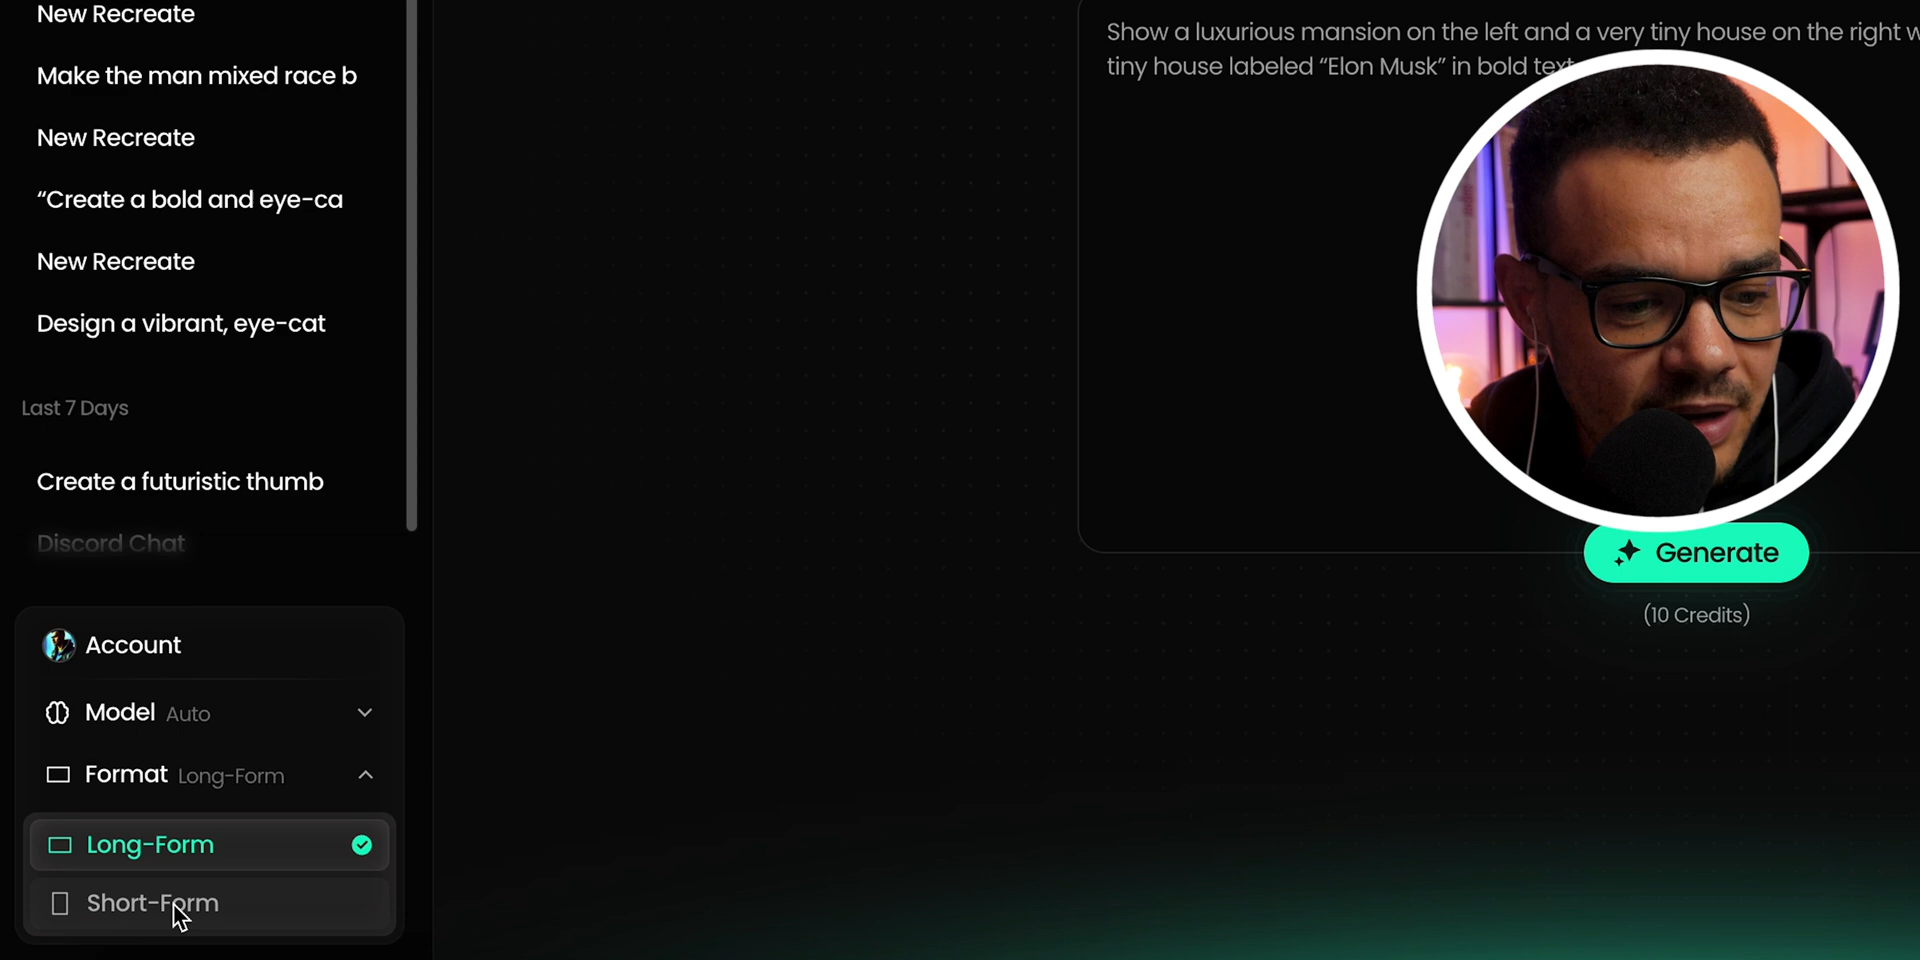 New Recreate
Make the man mixed race b
New Recreate
“Create a bold and eye-ca
New Recreate
Design a vibrant, eye-cat
Last 7 Days
Create a futuristic thumb
Discord Chat
Account
Model Auto
Format Long-Form
Long-Form
Short-Form
Show a luxurious mansion on the left and a very tiny house on the right
tiny house labeled “Elon Musk” in bold text
Generate
(10 Credits)